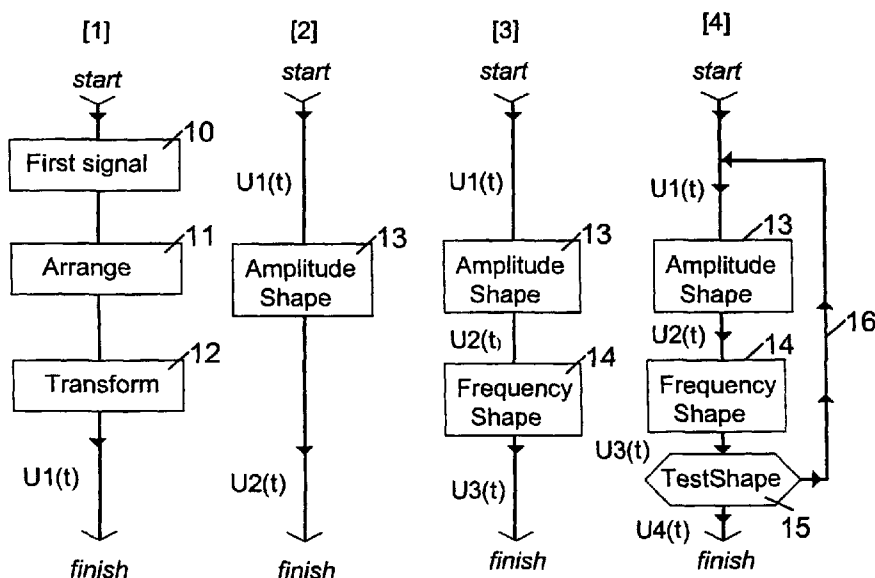 [1]
start
10
First signal
11
Arrange
12
Transform
U1(t)
finish
[2]
start
U1(t)
13
Amplitude
Shape
U2(t)
finish
[3]
start
U1(t)
13
Amplitude
Shape
U2(t)
14
Frequency
Shape
U3(t)
finish
[4]
start
U1(t)
13
Amplitude
Shape
16
U2(t)
14
Frequency
Shape
U3(t)
TestShape
15
U4(t)
finish